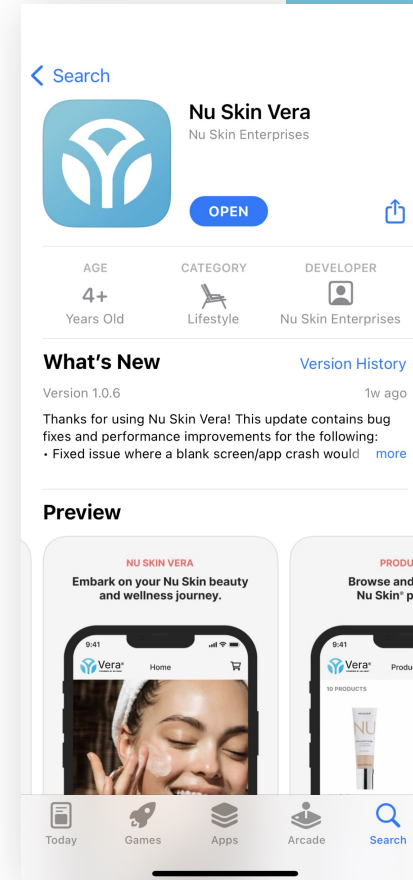 Search
Nu Skin Vera
Nu Skin Enterprises
OPEN
AGE
4+
Years Old
CATEGORY
Lifestyle
DEVELOPER
Nu Skin Enterprises
What's New
Version History
Version 1.0.6
1w ago
Thanks for using Nu Skin Vera! This update contains bug
fixes and performance improvements for the following:
• Fixed issue where a blank screen/app crash would more
Preview
NU SKIN VERA
Embark on your Nu Skin beauty
and wellness journey.
9:41
Vera®
Home
PRODU
Browse and
Nu Skin® p
9:41
Vera®
Produc
10 PRODUCTS
NU
Today
Games
Apps
Arcade
Search